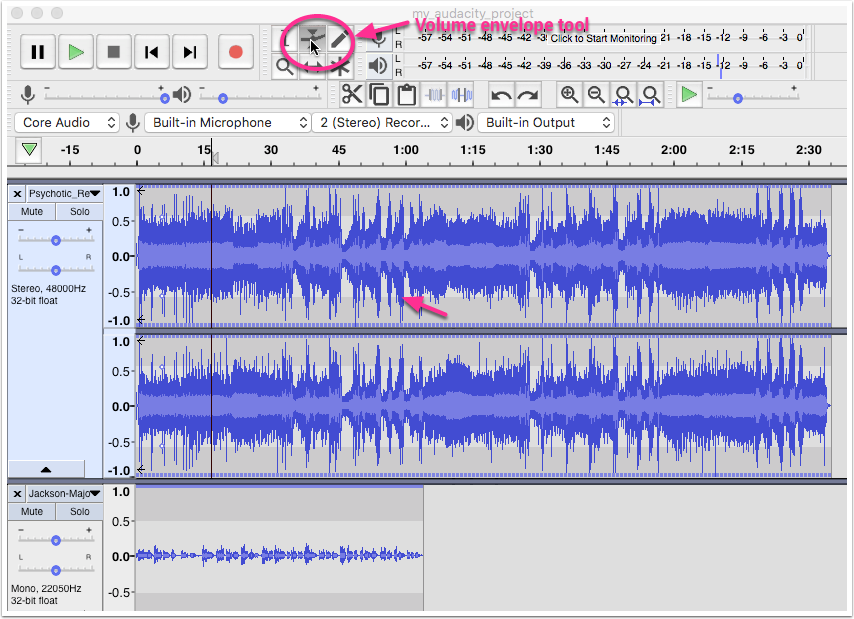 my_audacity_project
Volume envelope tool
L
R
-57 -54 -51 -48 -45 -42 -3 Click to Start Monitoring 21 -18 -15 -12 -9 -6 -3 0
L
R
-57 -54 -51 -48 -45 -42 -39 -36 -33 -30 -27 -24 -21 -18 -15 -12 -9 -6 -3 0
Core Audio
Built-in Microphone
2 (Stereo) Recor...
Built-in Output
-15 0 15 30 45 1:00 1:15 1:30 1:45 2:00 2:15 2:30
Psychotic_Re
Mute Solo
- +
L R
Stereo, 48000Hz
32-bit float
1.0
0.5
0.0
-0.5
-1.0
1.0
0.5
0.0
-0.5
-1.0
Jackson-Majo
Mute Solo
- +
L R
Mono, 22050Hz
32-bit float
1.0
0.5
0.0
-0.5